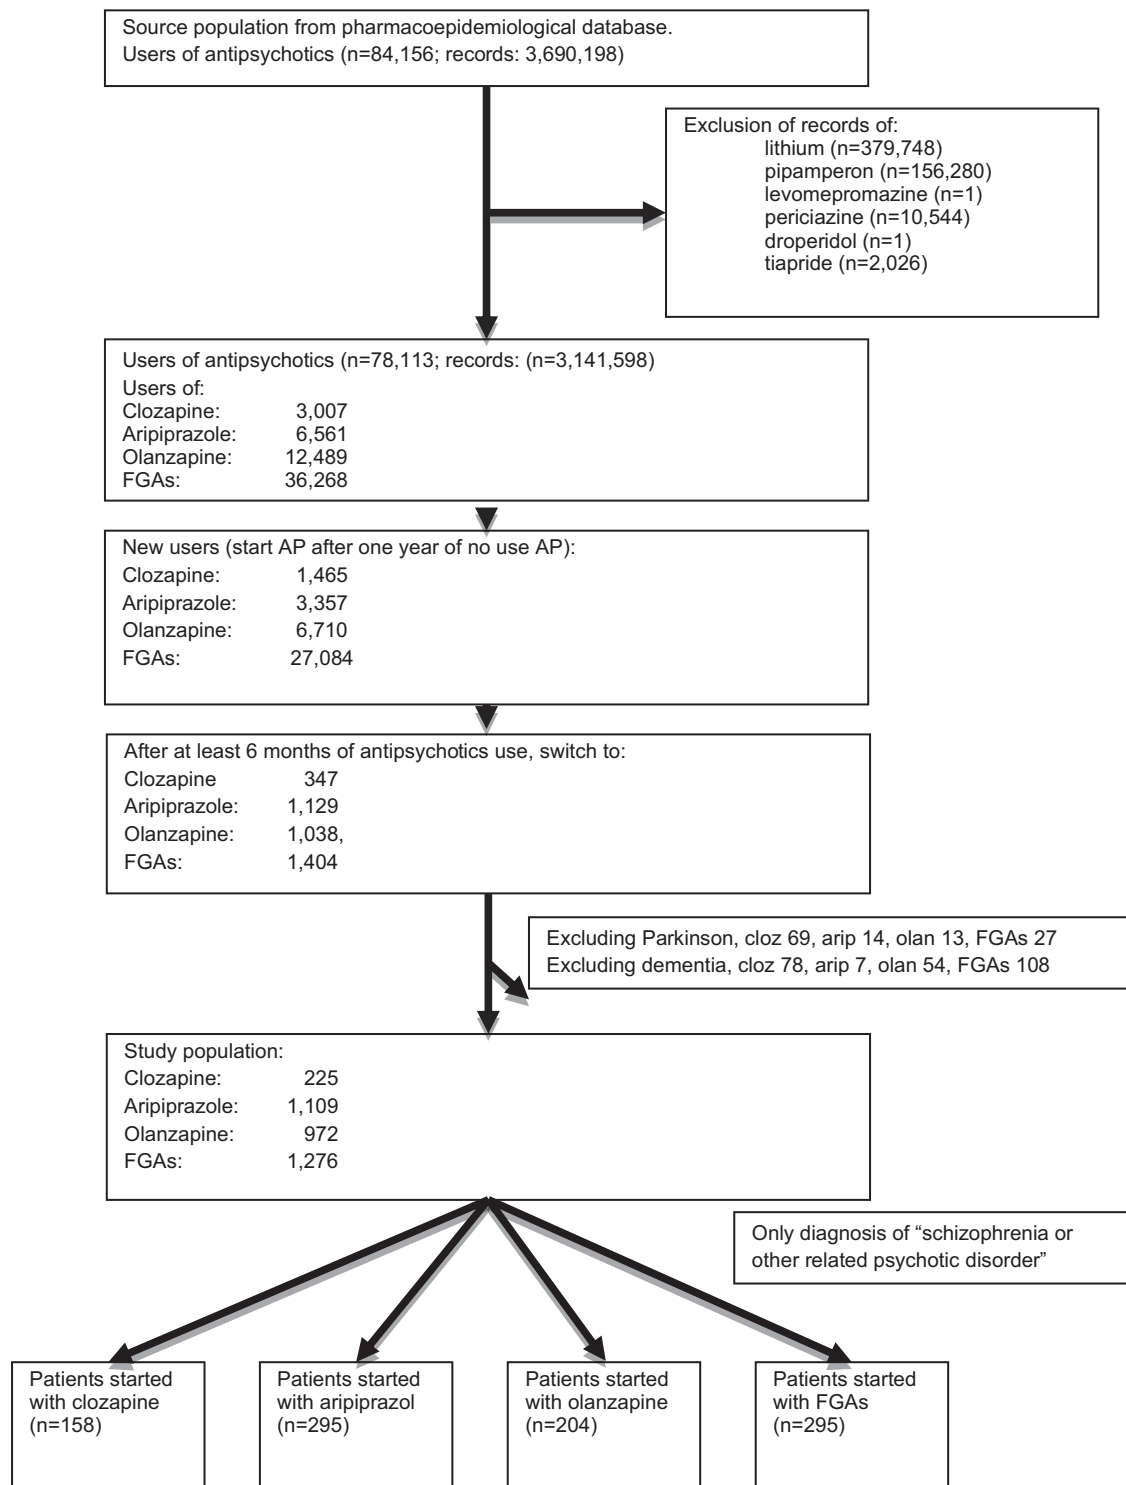 Source population from pharmacoepidemiological database.
Users of antipsychotics (n=84,156; records: 3,690,198)
Exclusion of records of:
lithium (n=379,748)
pipamperon (n=156,280)
levomepromazine (n=1)
periciazine (n=10,544)
droperidol (n=1)
tiapride (n=2,026)
Users of antipsychotics (n=78,113; records: (n=3,141,598)
Users of:
Clozapine: 3,007
Aripiprazole: 6,561
Olanzapine: 12,489
FGAs: 36,268
New users (start AP after one year of no use AP):
Clozapine: 1,465
Aripiprazole: 3,357
Olanzapine: 6,710
FGAs: 27,084
After at least 6 months of antipsychotics use, switch to:
Clozapine 347
Aripiprazole: 1,129
Olanzapine: 1,038,
FGAs: 1,404
Excluding Parkinson, cloz 69, arip 14, olan 13, FGAs 27
Excluding dementia, cloz 78, arip 7, olan 54, FGAs 108
Study population:
Clozapine: 225
Aripiprazole: 1,109
Olanzapine: 972
FGAs: 1,276
Only diagnosis of “schizophrenia or
other related psychotic disorder”
Patients started
with clozapine
(n=158)
Patients started
with aripiprazol
(n=295)
Patients started
with olanzapine
(n=204)
Patients started
with FGAs
(n=295)